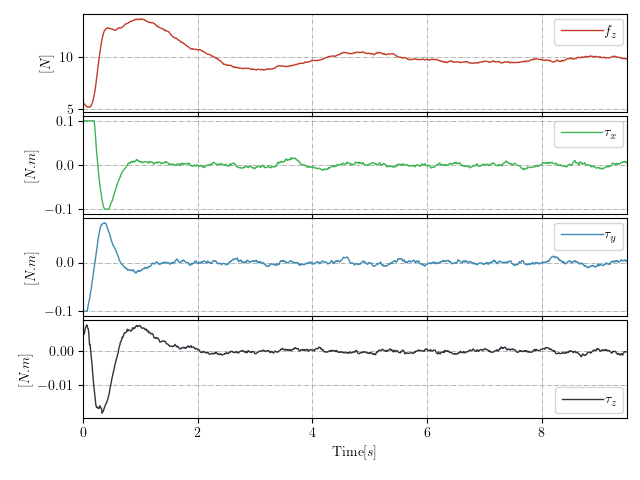 10
5
[N]
f_z
0.1
0.0
−0.1
[N.m]
τ_x
0.0
−0.1
[N.m]
τ_y
0.00
−0.01
[N.m]
τ_z
0 2 4 6 8
Time[s]